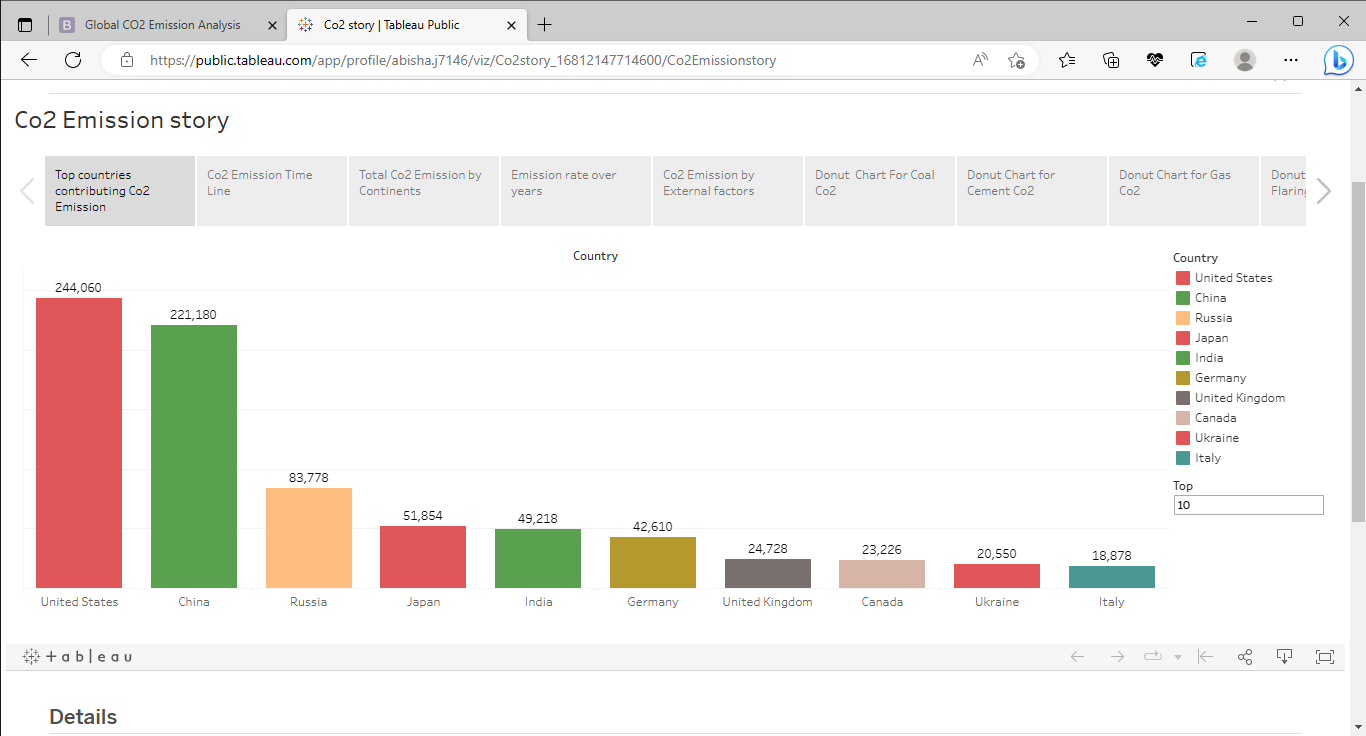 Global CO2 Emission Analysis
Co2 story | Tableau Public
https://public.tableau.com/app/profile/abisha.j7146/viz/Co2story_16812147714600/Co2Emissionstory
Co2 Emission story
Top countries
contributing Co2
Emission
Co2 Emission Time
Line
Total Co2 Emission by
Continents
Emission rate over
years
Co2 Emission by
External factors
Donut  Chart For Coal
Co2
Donut Chart for
Cement Co2
Donut Chart for Gas
Co2
Donut
Flaring
Country
244,060
221,180
83,778
51,854
49,218
42,610
24,728
23,226
20,550
18,878
United States
China
Russia
Japan
India
Germany
United Kingdom
Canada
Ukraine
Italy
Country
United States
China
Russia
Japan
India
Germany
United Kingdom
Canada
Ukraine
Italy
Top
10
+ a b | e a u
Details